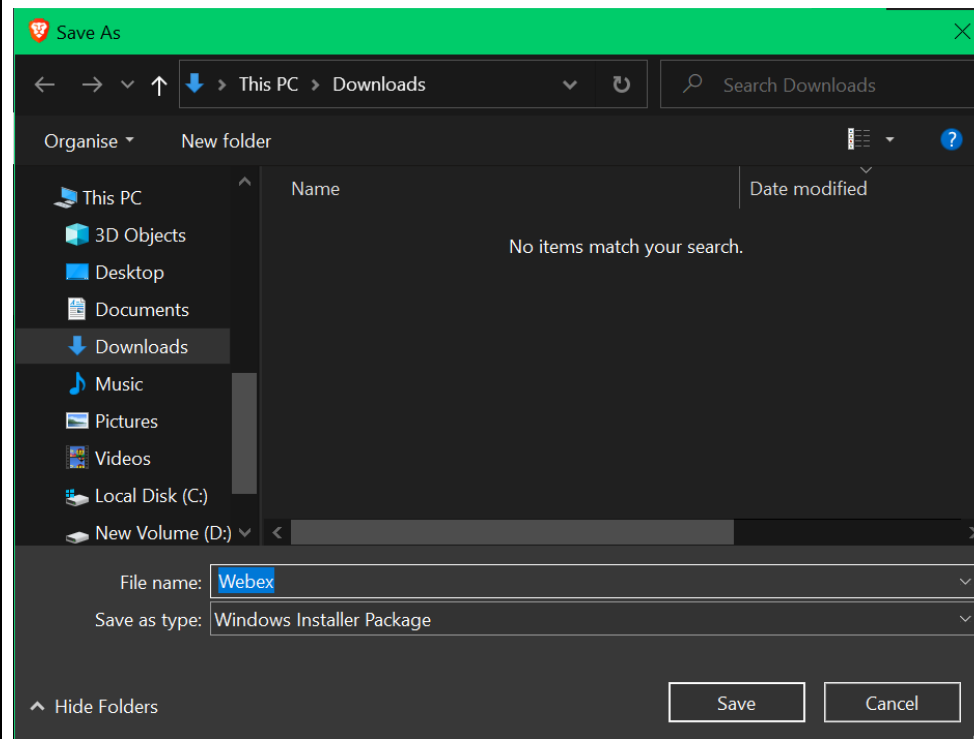 Save As
This PC > Downloads
Search Downloads
Organise
New folder
?
This PC
3D Objects
Desktop
Documents
Downloads
Music
Pictures
Videos
Local Disk (C:)
New Volume (D:)
Name
Date modified
No items match your search.
File name: Webex
Save as type: Windows Installer Package
Hide Folders
Save
Cancel